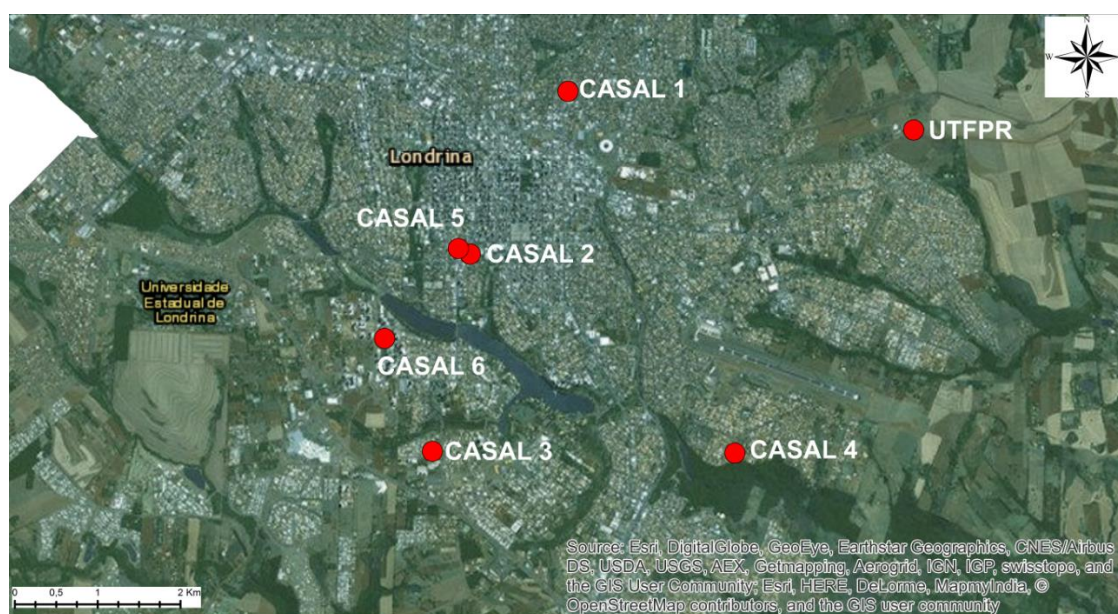 N
W
E
S
CASAL 1
UTFPR
Londrina
CASAL 5
CASAL 2
Universidade
Estadual de
Londrina
CASAL 6
CASAL 3
CASAL 4
0 0,5 1 2 Km
Source: Esri, DigitalGlobe, GeoEye, Earthstar Geographics, CNES/Airbus
DS, USDA, USGS, AEX, Getmapping, Aerogrid, IGN, IGP, swisstopo, and
the GIS User Community; Esri, HERE, DeLorme, MapmyIndia, ©
OpenStreetMap contributors, and the GIS user community